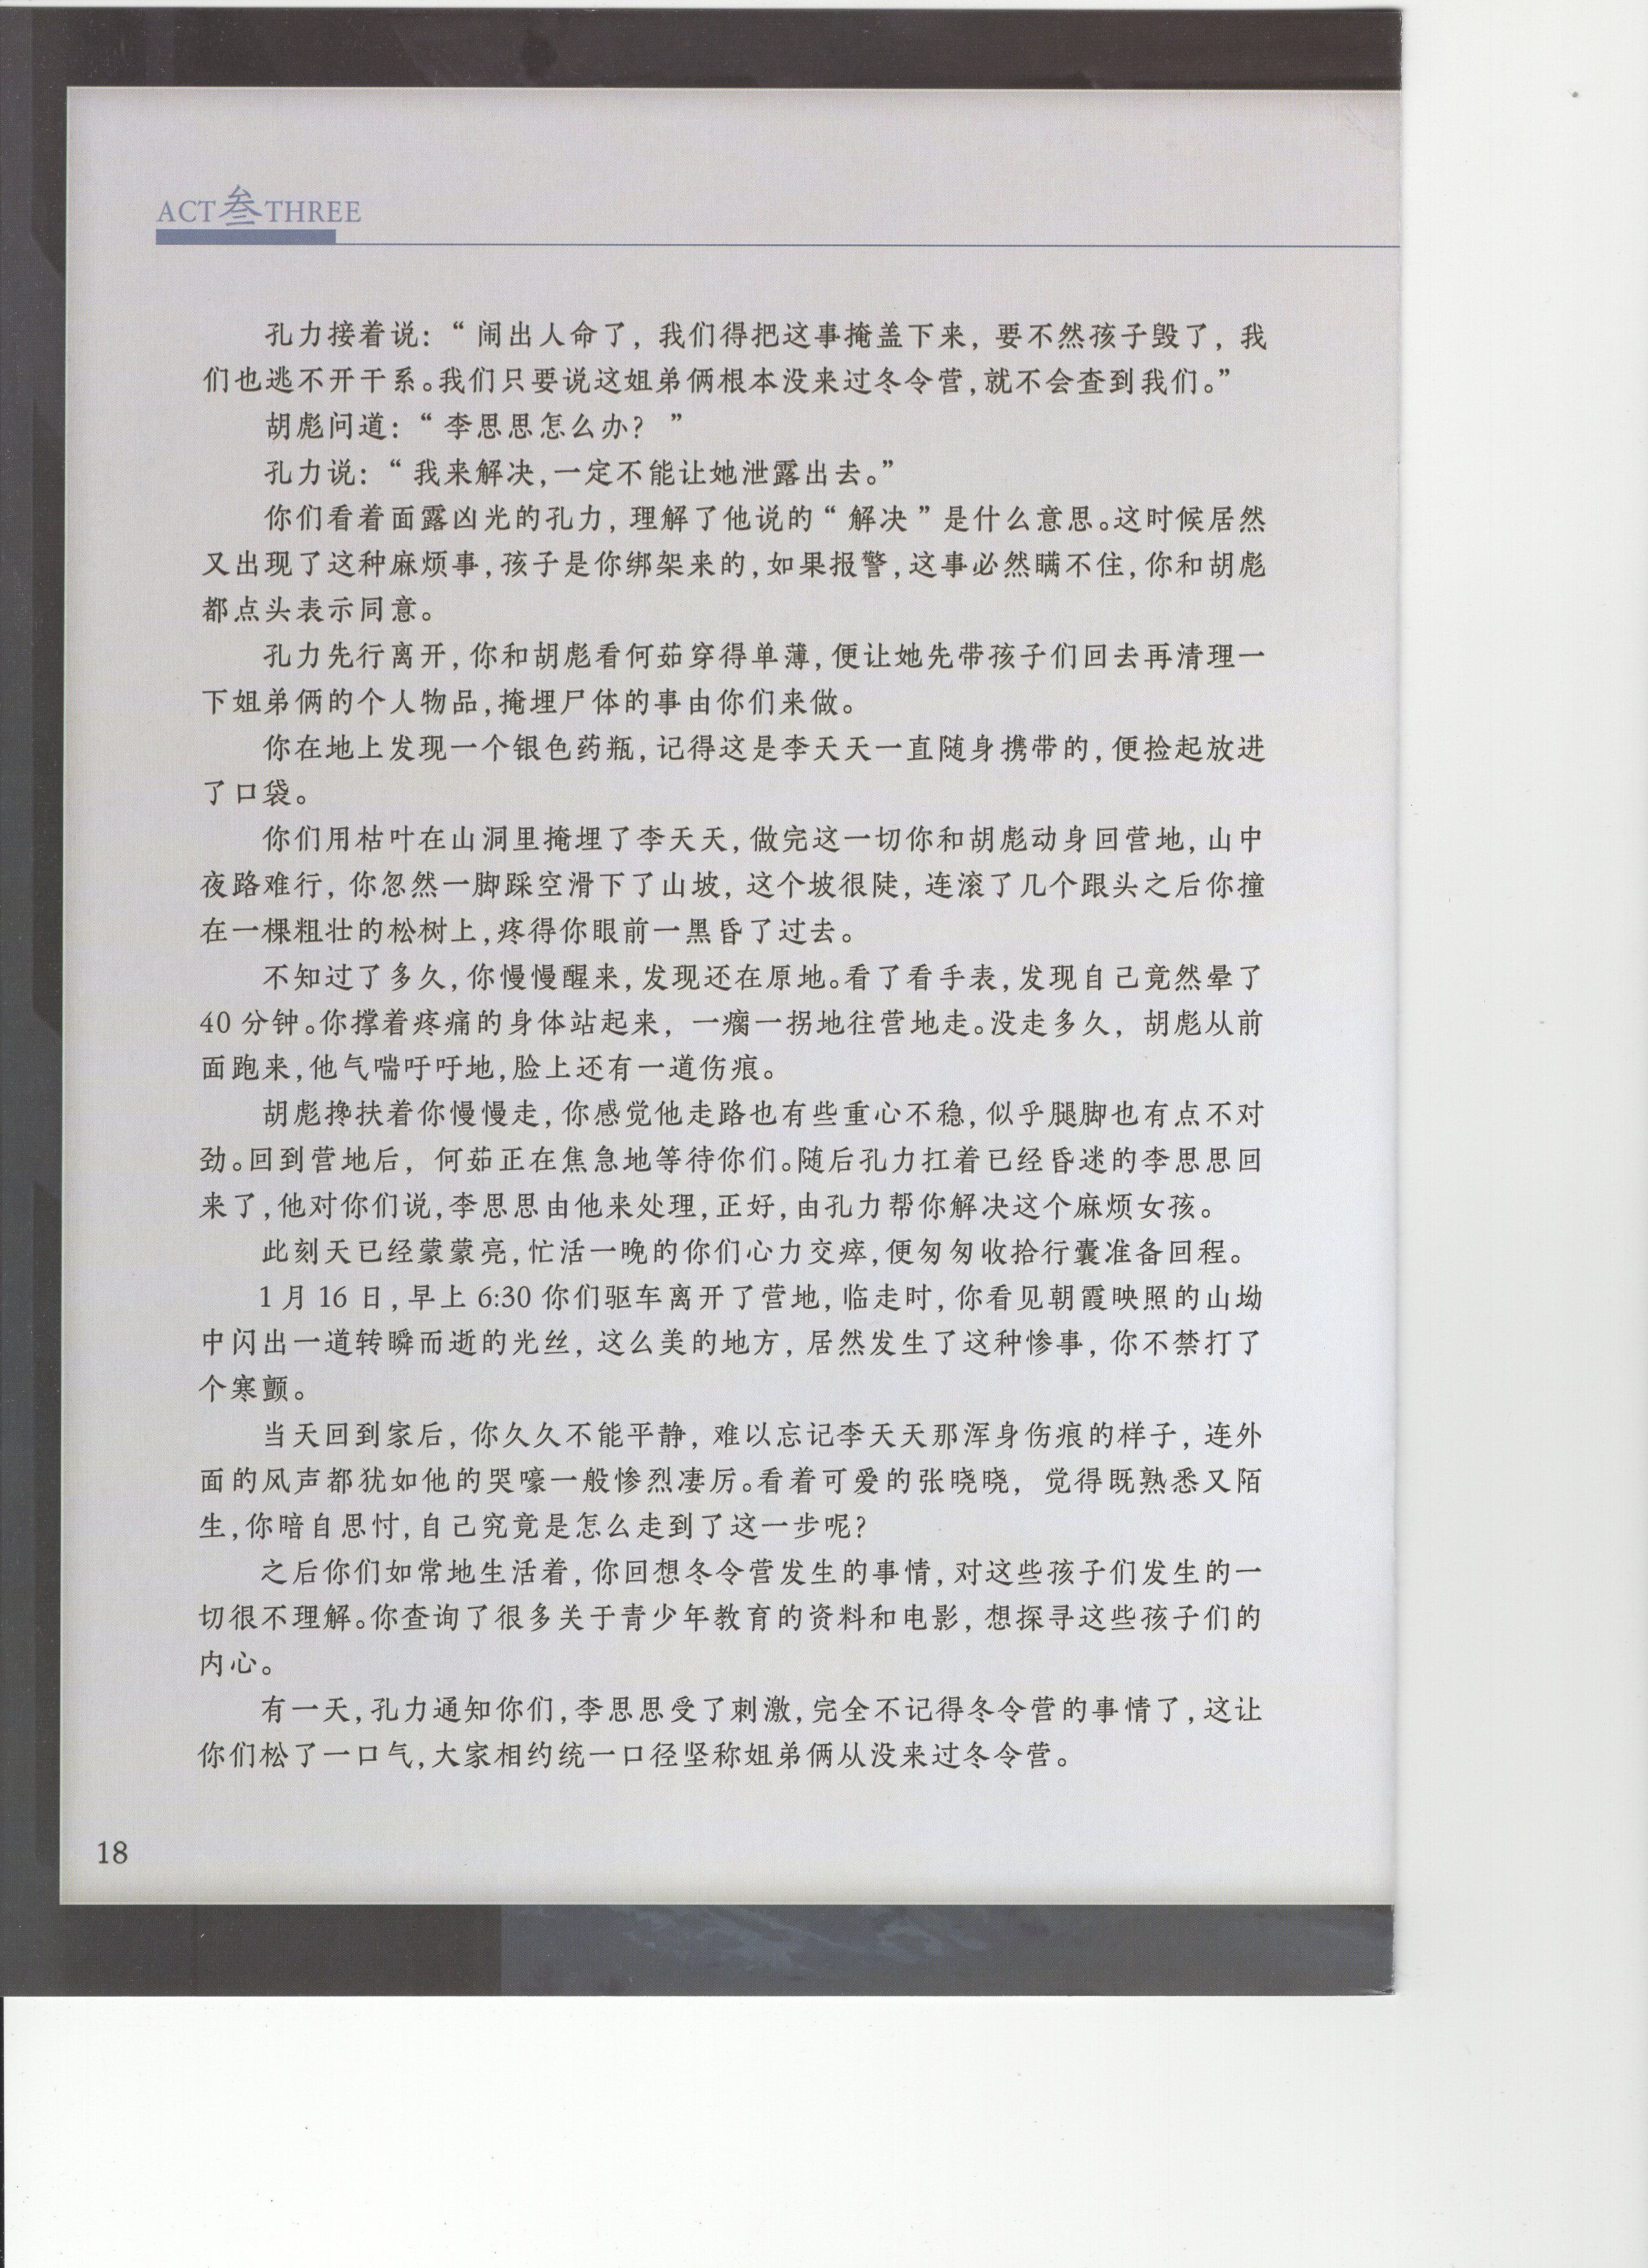 ACT叁THREE
孔力接着说：“闹出人命了，我们得把这事掩盖下来，要不然孩子毁了，我
们也逃不开干系。我们只要说这姐弟俩根本没来过冬令营，就不会查到我们。”
胡彪问道：“李思思怎么办？”
孔力说：“我来解决，一定不能让她泄露出去。”
你们看着面露凶光的孔力，理解了他说的“解决”是什么意思。这时候居然
又出现了这种麻烦事，孩子是你绑架来的，如果报警，这事必然瞒不住，你和胡彪
都点头表示同意。
孔力先行离开，你和胡彪看何茹穿得单薄，便让她先带孩子们回去再清理一
下姐弟俩的个人物品，掩埋尸体的事由你们来做。
你在地上发现一个银色药瓶，记得这是李天天一直随身携带的，便捡起放进
了口袋。
你们用枯叶在山洞里掩埋了李天天，做完这一切你和胡彪动身回营地，山中
夜路难行，你忽然一脚踩空滑下了山坡，这个坡很陡，连滚了几个跟头之后你撞
在一棵粗壮的松树上，疼得你眼前一黑昏了过去。
不知过了多久，你慢慢醒来，发现还在原地。看了看手表，发现自己竟然晕了
40 分钟。你撑着疼痛的身体站起来，一瘸一拐地往营地走。没走多久，胡彪从前
面跑来，他气喘吁吁地，脸上还有一道伤痕。
胡彪搀扶着你慢慢走，你感觉他走路也有些重心不稳，似乎腿脚也有点不对
劲。回到营地后，何茹正在焦急地等待你们。随后孔力扛着已经昏迷的李思思回
来了，他对你们说，李思思由他来处理，正好，由孔力帮你解决这个麻烦女孩。
此刻天已经蒙蒙亮，忙活一晚的你们心力交瘁，便匆匆收拾行囊准备回程。
1 月 16 日，早上 6:30 你们驱车离开了营地，临走时，你看见朝霞映照的山坳
中闪出一道转瞬而逝的光丝，这么美的地方，居然发生了这种惨事，你不禁打了
个寒颤。
当天回到家后，你久久不能平静，难以忘记李天天那浑身伤痕的样子，连外
面的风声都犹如他的哭嚎一般惨烈凄厉。看着可爱的张晓晓，觉得既熟悉又陌
生，你暗自思忖，自己究竟是怎么走到了这一步呢？
之后你们如常地生活着，你回想冬令营发生的事情，对这些孩子们发生的一
切很不理解。你查询了很多关于青少年教育的资料和电影，想探寻这些孩子们的
内心。
有一天，孔力通知你们，李思思受了刺激，完全不记得冬令营的事情了，这让
你们松了一口气，大家相约统一口径坚称姐弟俩从没来过冬令营。
18